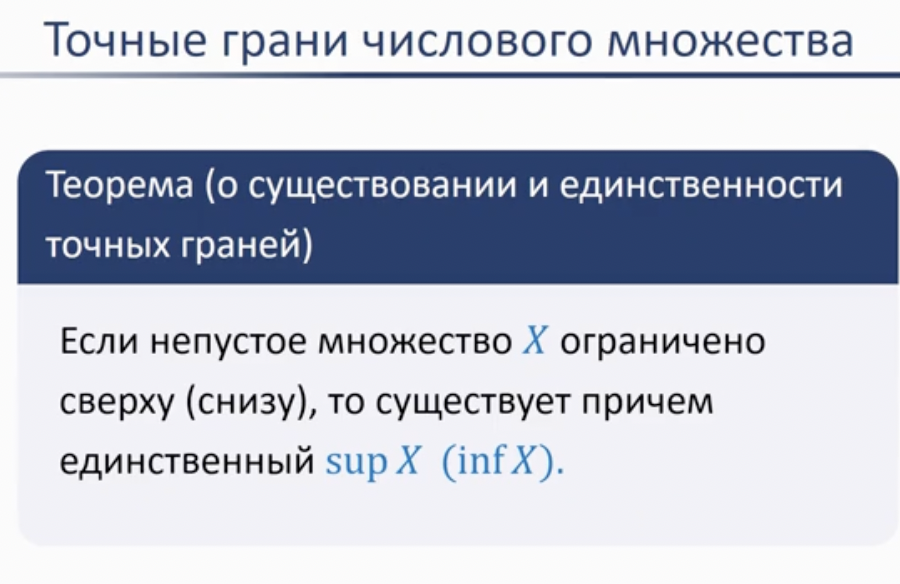 Точные грани числового множества
Теорема (о существовании и единственности
точных граней)
Если непустое множество X ограничено
сверху (снизу), то существует причем
единственный sup X (inf X).